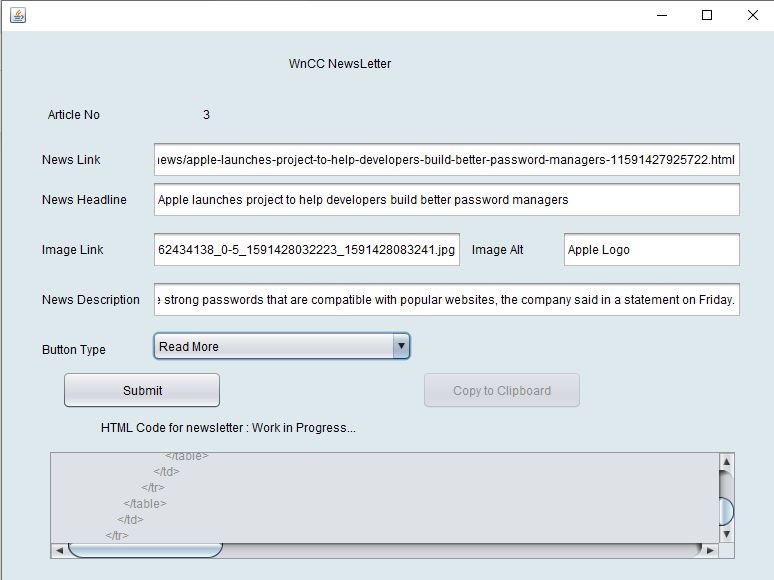 WnCC NewsLetter
Article No 3
News Link news/apple-launches-project-to-help-developers-build-better-password-managers-11591427925722.html
News Headline Apple launches project to help developers build better password managers
Image Link 62434138_0-5_1591428032223_1591428083241.jpg Image Alt Apple Logo
News Description e strong passwords that are compatible with popular websites, the company said in a statement on Friday.
Button Type Read More
Submit Copy to Clipboard
HTML Code for newsletter : Work in Progress...
</table>
</td>
</tr>
</table>
</td>
</tr>